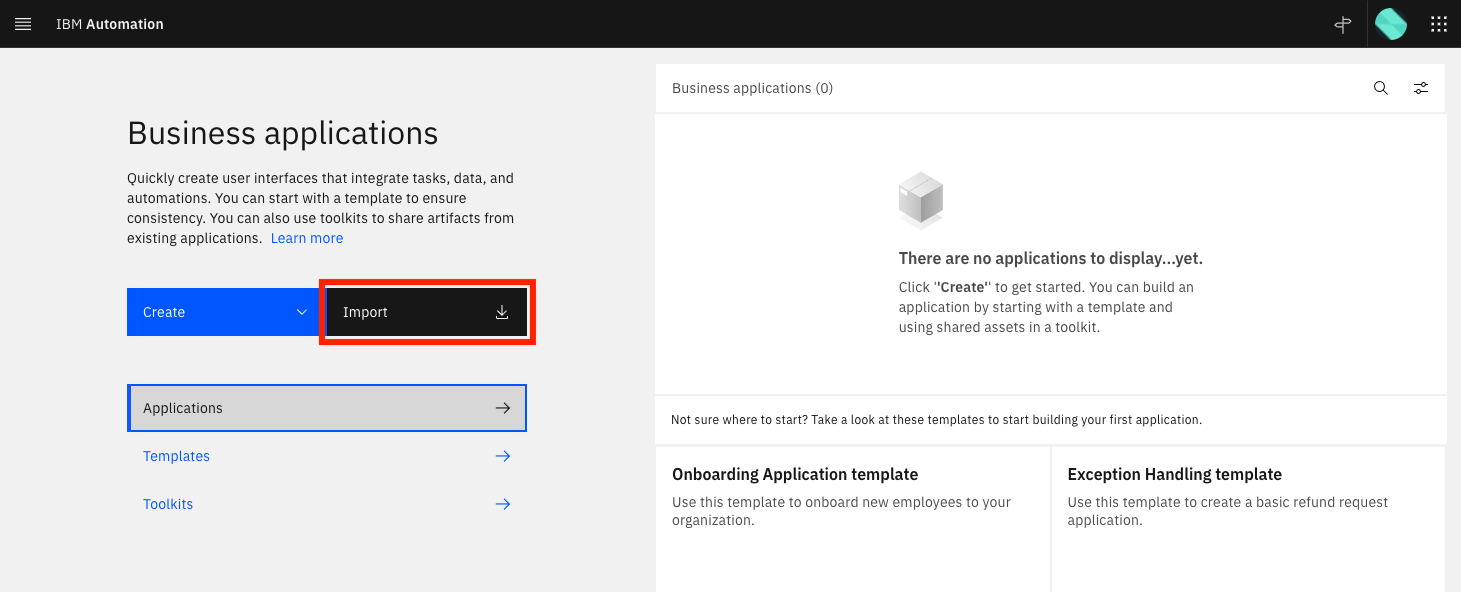 IBM Automation
Business applications
Quickly create user interfaces that integrate tasks, data, and
automations. You can start with a template to ensure
consistency. You can also use toolkits to share artifacts from
existing applications. Learn more
Create
Import
Applications
Templates
Toolkits
Business applications (0)
There are no applications to display...yet.
Click ''Create'' to get started. You can build an
application by starting with a template and
using shared assets in a toolkit.
Not sure where to start? Take a look at these templates to start building your first application.
Onboarding Application template
Use this template to onboard new employees to your
organization.
Exception Handling template
Use this template to create a basic refund request
application.